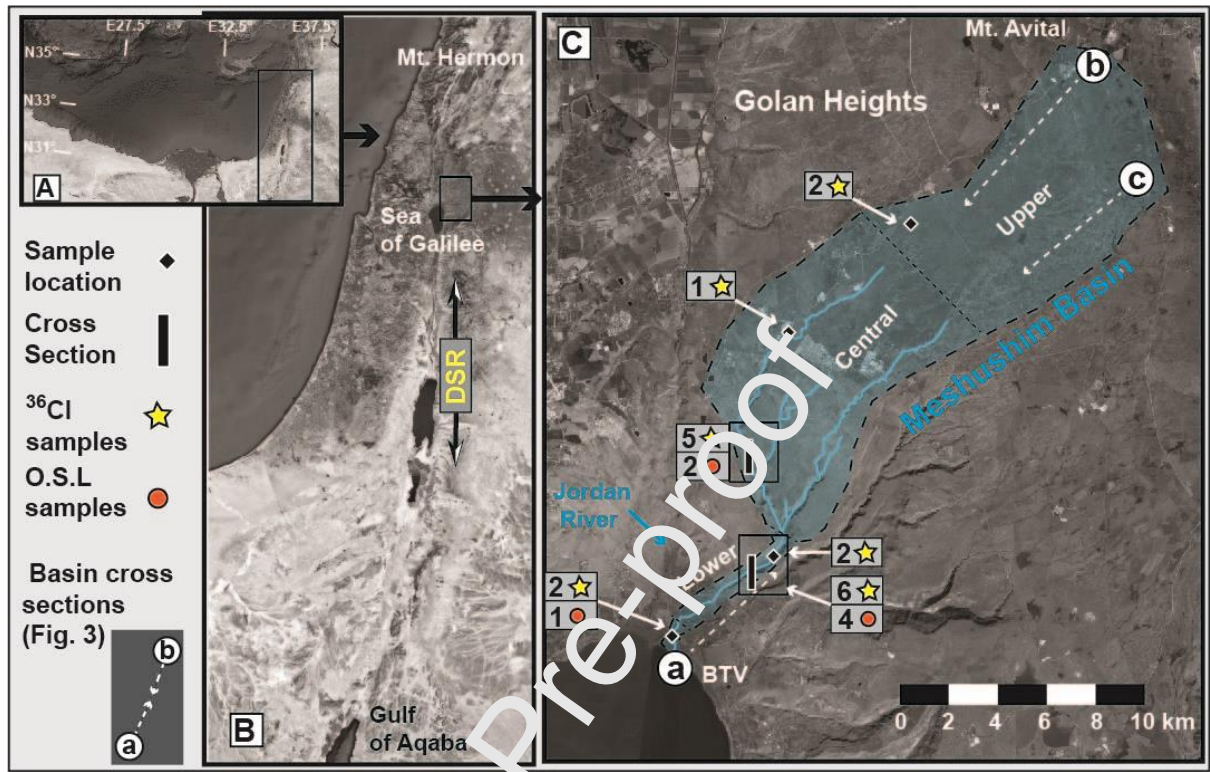 E27.5°
E32.5°
E37.5°
N35°
N33°
N31°
A
Sample
location
Cross
Section
³⁶Cl
samples
O.S.L
samples
Basin cross
sections
(Fig. 3)
b
a
Mt. Hermon
Sea
of Galilee
DSR
B
Gulf
of Aqaba
C
Mt. Avital
b
Golan Heights
c
2
Upper
1
Central
Meshushim Basin
5
2
Jordan
River
Lower
2
2
1
6
4
a
BTV
0 2 4 6 8 10 km
Pre-proof